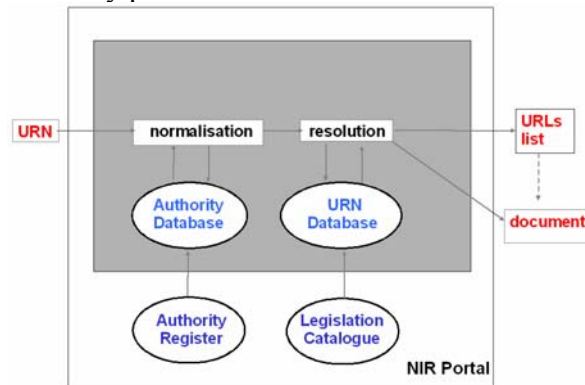 URN
normalisation
resolution
URLs
list
Authority
Database
URN
Database
document
Authority
Register
Legislation
Catalogue
NIR Portal